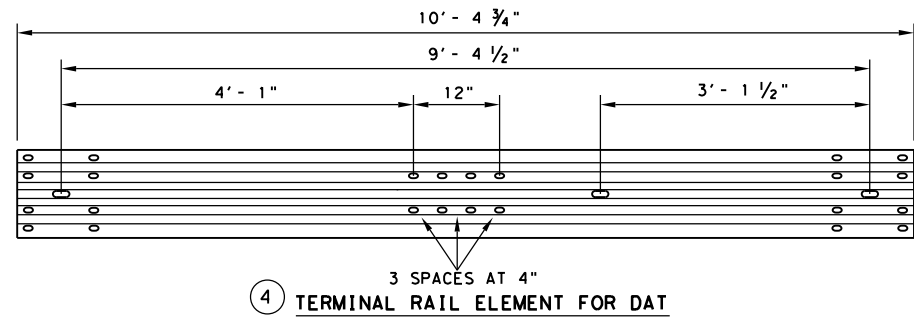 10' - 4 ¾"
9' - 4 ½"
4' - 1"
12"
3' - 1 ½"
3 SPACES AT 4"
4 TERMINAL RAIL ELEMENT FOR DAT